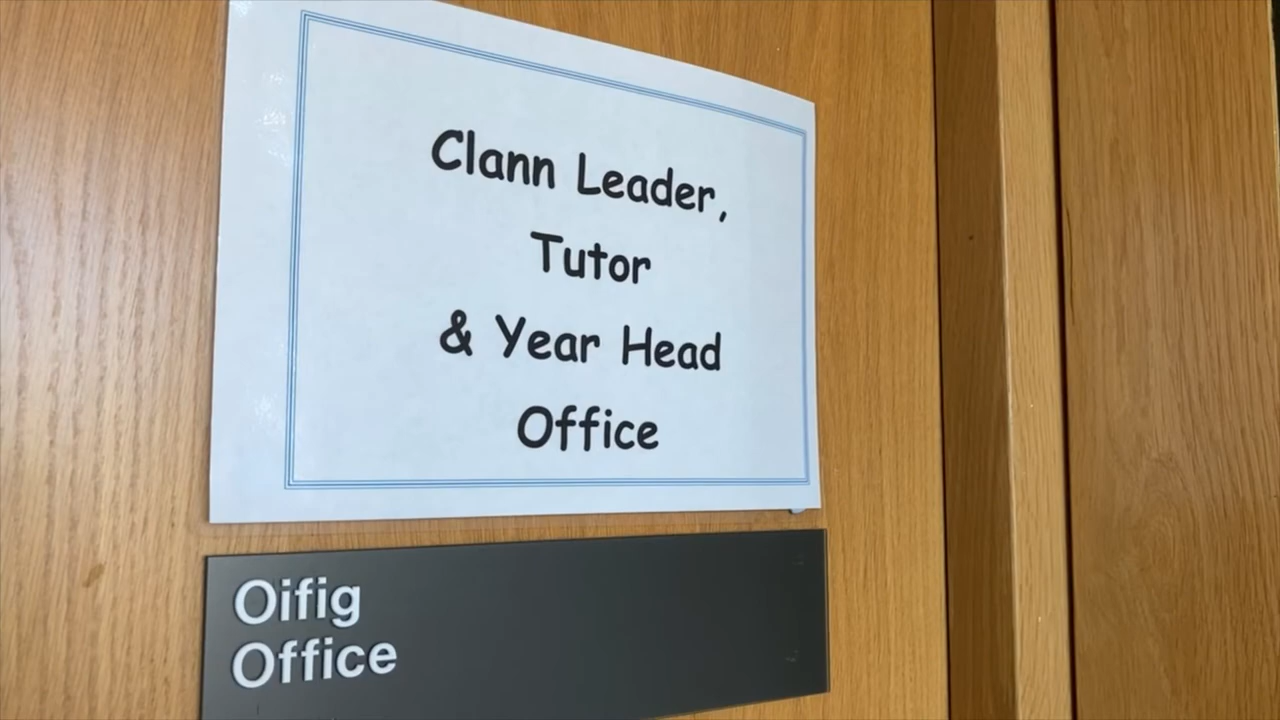 Clann Leader,
Tutor
& Year Head
Office
Oifig
Office